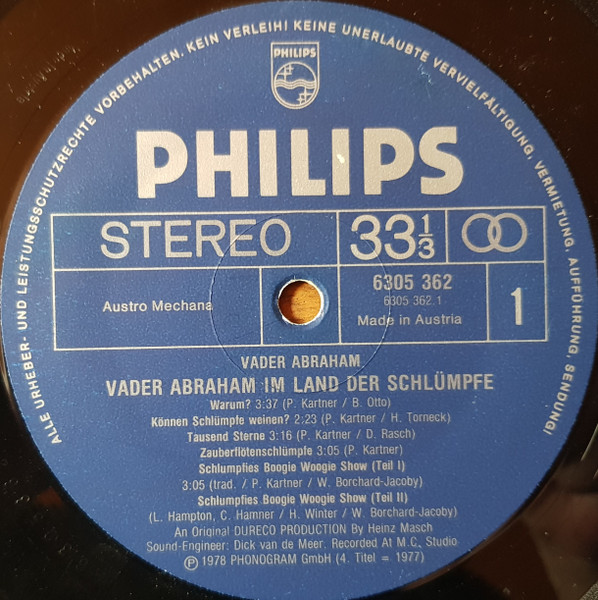 ALLE URHEBER- UND LEISTUNGSSCHUTZRECHTE VORBEHALTEN. KEIN VERLEIH! KEINE UNERLAUBTE VERVIELFÄLTIGUNG, VERMIETUNG, AUFFÜHRUNG, SENDUNG!
PHILIPS
PHILIPS
STEREO 33 1/3
Austro Mechana
6305 362
6305 362.1
Made in Austria
1
VADER ABRAHAM
VADER ABRAHAM IM LAND DER SCHLÜMPFE
Warum? 3:37 (P. Kartner / B. Otto)
Können Schlümpfe weinen? 2:23 (P. Kartner / H. Torneck)
Tausend Sterne 3:16 (P. Kartner / D. Rasch)
Zauberflötenschlümpfe 3:05 (P. Kartner)
Schlumpfies Boogie Woogie Show (Teil I)
3:05 (trad. / P. Kartner / W. Borchard-Jacoby)
Schlumpfies Boogie Woogie Show (Teil II)
(L. Hampton, C. Hamner / H. Winter / W. Borchard-Jacoby)
An Original DURECO PRODUCTION By Heinz Masch
Sound-Engineer: Dick van de Meer. Recorded At M.C. Studio
Ⓟ 1978 PHONOGRAM GmbH (4. Titel = 1977)